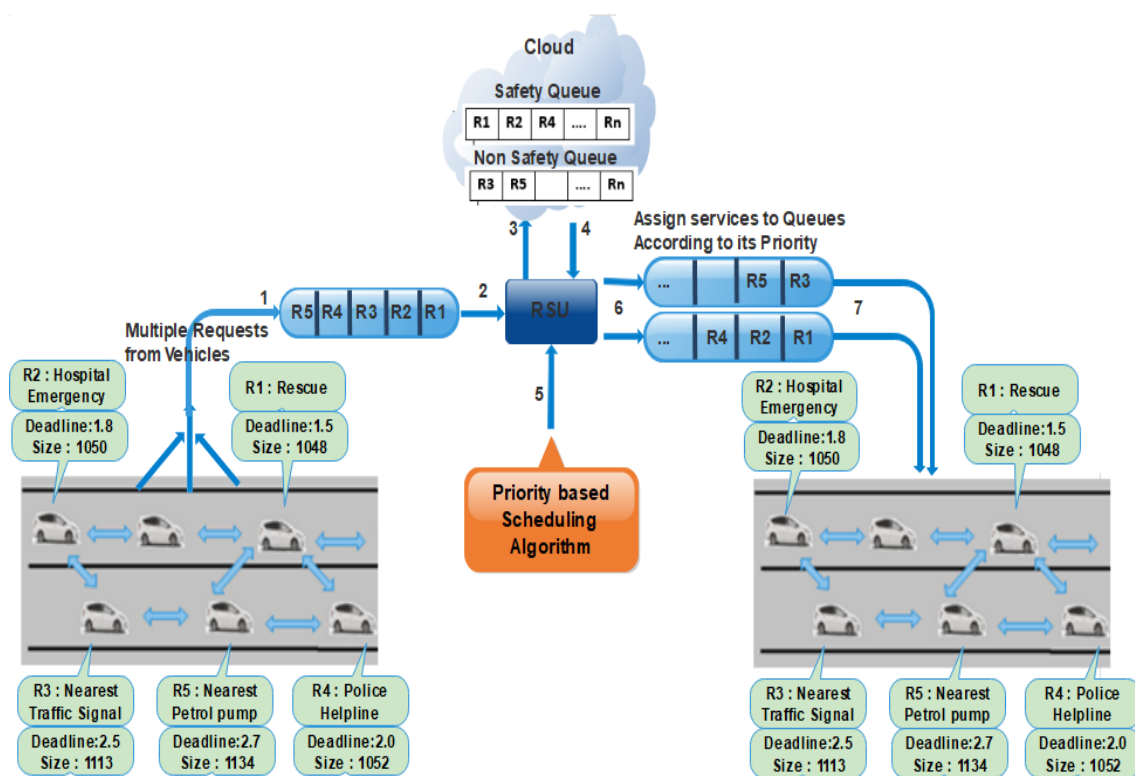 Cloud
Safety Queue
R1 R2 R4 .... Rn
Non Safety Queue
R3 R5 .... Rn
3
4
Assign services to Queues
According to its Priority
... R5 R3
1
R5 R4 R3 R2 R1
2
RSU
6
7
... R4 R2 R1
Multiple Requests
from Vehicles
5
Priority based
Scheduling
Algorithm
R2 : Hospital
Emergency
Deadline:1.8
Size : 1050
R1 : Rescue
Deadline:1.5
Size : 1048
R3 : Nearest
Traffic Signal
Deadline:2.5
Size : 1113
R5 : Nearest
Petrol pump
Deadline:2.7
Size : 1134
R4 : Police
Helpline
Deadline:2.0
Size : 1052
R2 : Hospital
Emergency
Deadline:1.8
Size : 1050
R1 : Rescue
Deadline:1.5
Size : 1048
R3 : Nearest
Traffic Signal
Deadline:2.5
Size : 1113
R5 : Nearest
Petrol pump
Deadline:2.7
Size : 1134
R4 : Police
Helpline
Deadline:2.0
Size : 1052